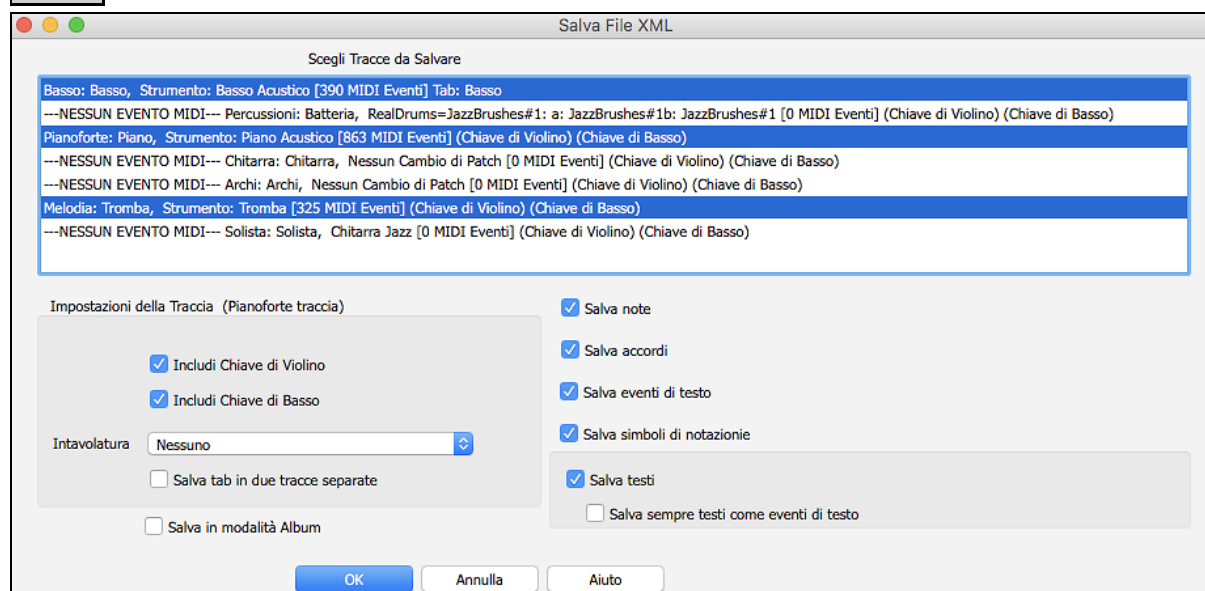 Salva File XML
Scegli Tracce da Salvare
Basso: Basso, Strumento: Basso Acustico [390 MIDI Eventi] Tab: Basso
---NESSUN EVENTO MIDI--- Percussioni: Batteria, RealDrums=JazzBrushes#1: a: JazzBrushes#1b: JazzBrushes#1 [0 MIDI Eventi] (Chiave di Violino) (Chiave di Basso)
Pianoforte: Piano, Strumento: Piano Acustico [863 MIDI Eventi] (Chiave di Violino) (Chiave di Basso)
---NESSUN EVENTO MIDI--- Chitarra: Chitarra, Nessun Cambio di Patch [0 MIDI Eventi] (Chiave di Violino) (Chiave di Basso)
---NESSUN EVENTO MIDI--- Archi: Archi, Nessun Cambio di Patch [0 MIDI Eventi] (Chiave di Violino) (Chiave di Basso)
Melodia: Tromba, Strumento: Tromba [325 MIDI Eventi] (Chiave di Violino) (Chiave di Basso)
---NESSUN EVENTO MIDI--- Solista: Solista, Chitarra Jazz [0 MIDI Eventi] (Chiave di Violino) (Chiave di Basso)
Impostazioni della Traccia (Pianoforte traccia)
Includi Chiave di Violino
Includi Chiave di Basso
Intavolatura Nessuno
Salva tab in due tracce separate
Salva in modalità Album
Salva note
Salva accordi
Salva eventi di testo
Salva simboli di notazionie
Salva testi
Salva sempre testi come eventi di testo
OK Annulla Aiuto